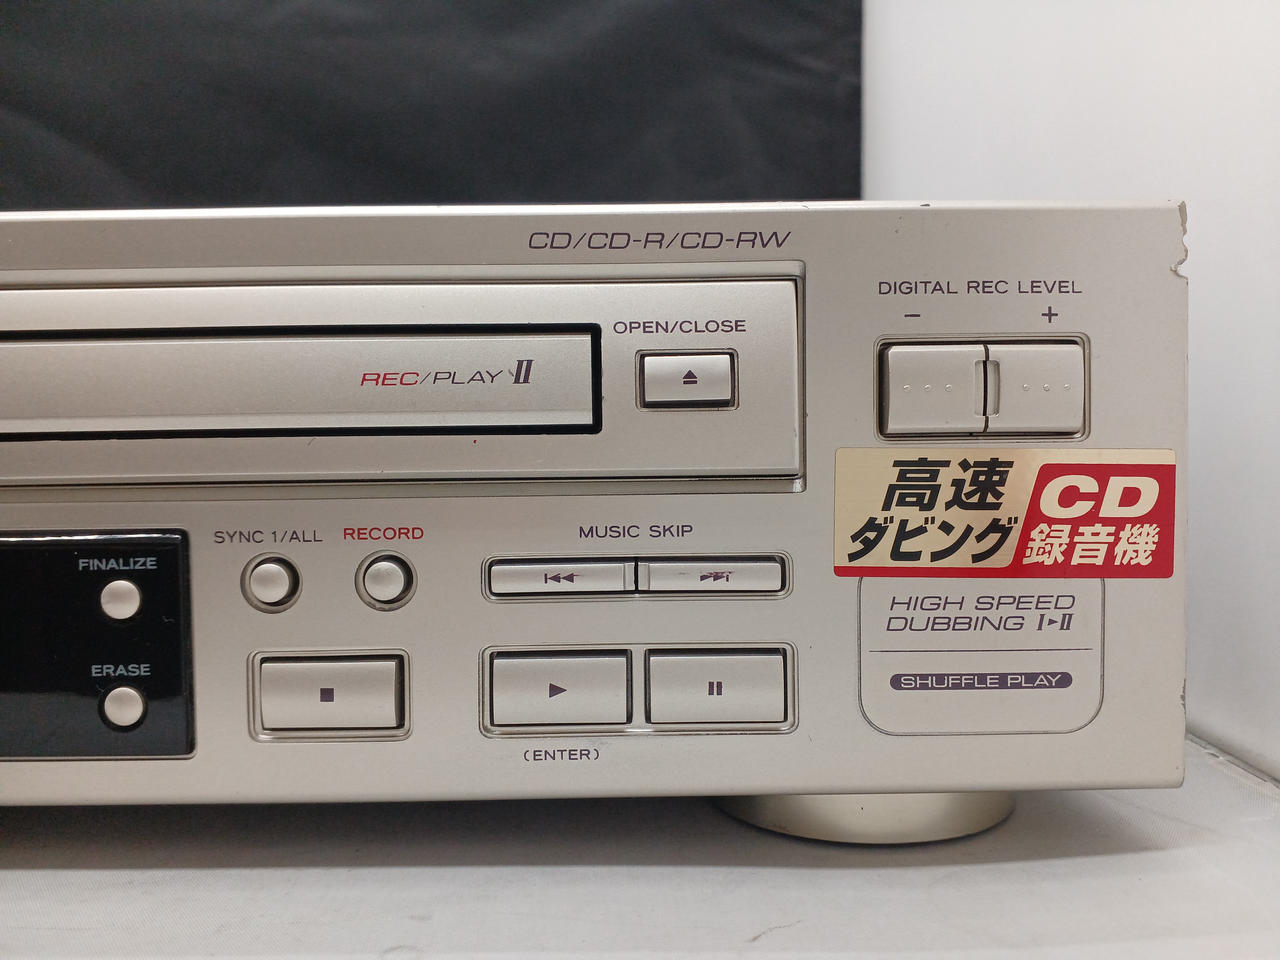 CD/CD-R/CD-RW
DIGITAL REC LEVEL
− +
OPEN/CLOSE
REC/PLAY II
高速
ダビング
CD
録音機
SYNC 1/ALL
RECORD
MUSIC SKIP
FINALIZE
HIGH SPEED
DUBBING I▶II
ERASE
SHUFFLE PLAY
(ENTER)